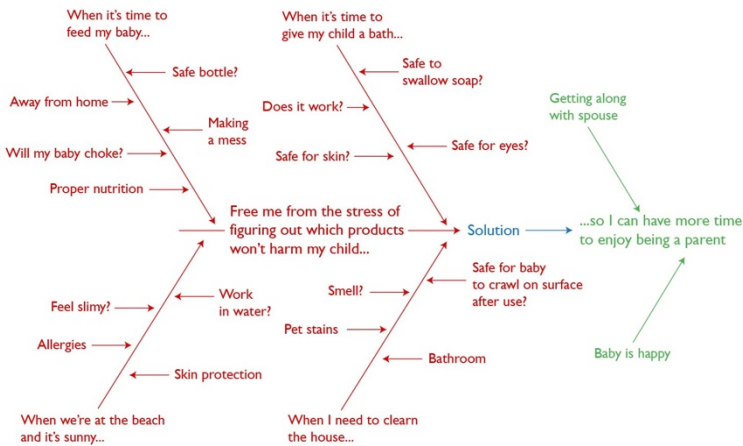 When it's time to
feed my baby...
Safe bottle?
Away from home
Making
a mess
Will my baby choke?
Proper nutrition
When it's time to
give my child a bath...
Safe to
swallow soap?
Does it work?
Safe for eyes?
Safe for skin?
Getting along
with spouse
Free me from the stress of
figuring out which products
won't harm my child...
Solution
...so I can have more time
to enjoy being a parent
Feel slimy?
Work
in water?
Allergies
Skin protection
When we're at the beach
and it's sunny...
Smell?
Safe for baby
to crawl on surface
after use?
Pet stains
Bathroom
When I need to clearn
the house...
Baby is happy